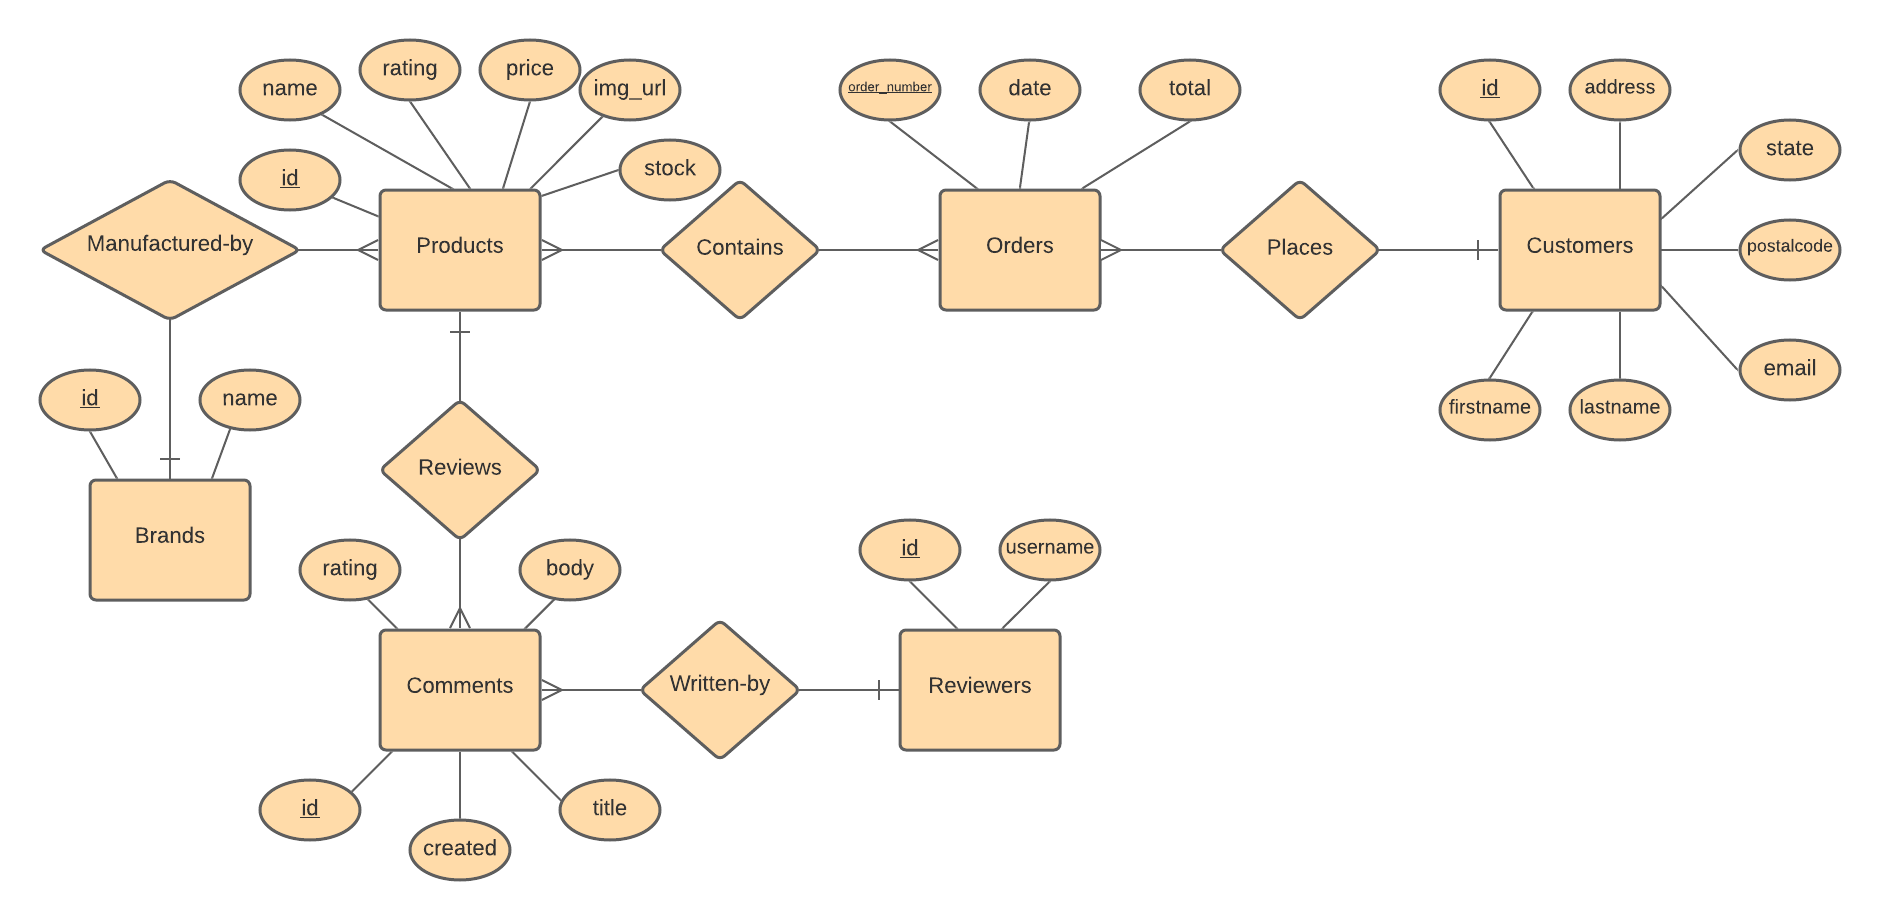 rating
price
name
img_url
order_number
date
total
id
address
state
stock
id
Manufactured-by
Products
Contains
Orders
Places
Customers
postalcode
email
id
name
firstname
lastname
Reviews
Brands
rating
body
id
username
Comments
Written-by
Reviewers
id
title
created